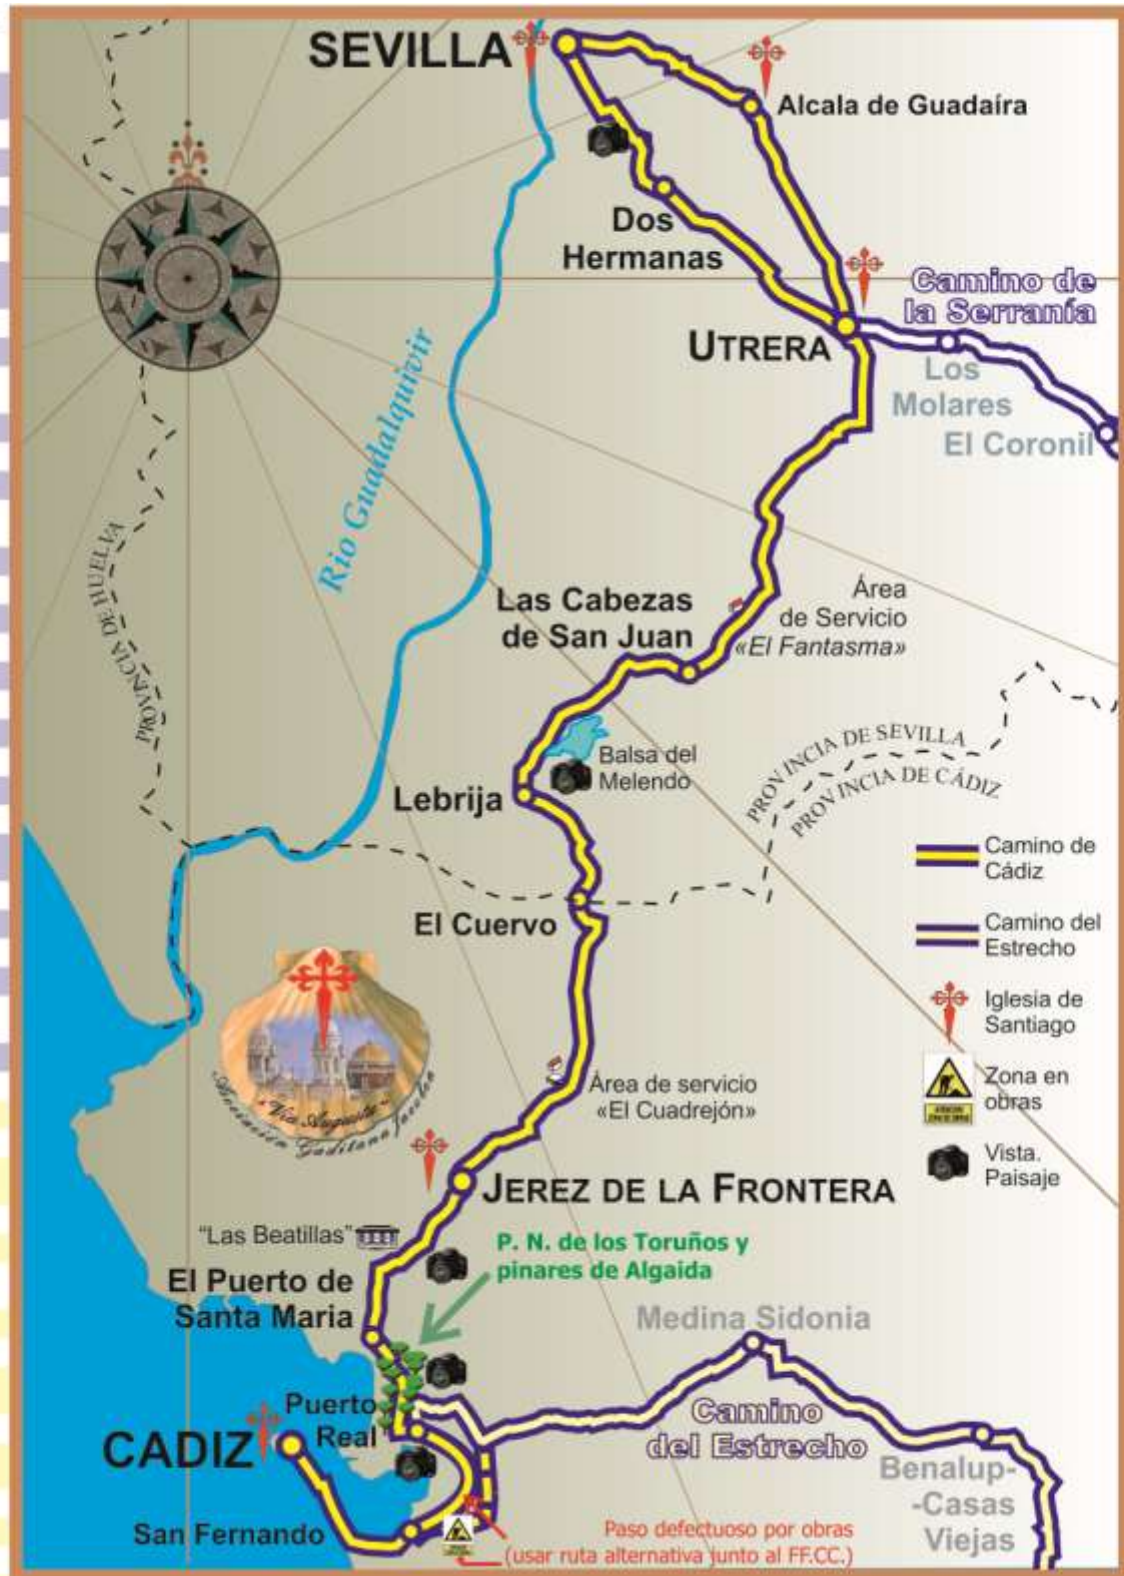 SEVILLA
Alcala de Guadaíra
Dos
Hermanas
Camino de
la Serranía
UTRERA
Los
Molares
El Coronil
Rio Guadalquivir
PROVINCIA DE HUELVA
Las Cabezas
de San Juan
Área
de Servicio
«El Fantasma»
Balsa del
Melendo
PROVINCIA DE SEVILLA
PROVINCIA DE CÁDIZ
Lebrija
Camino de
Cádiz
El Cuervo
Camino del
Estrecho
Iglesia de
Santiago
Zona en
obras
Vista.
Paisaje
«Vía Augusta»
Asociación Gaditana Jacobea
Área de servicio
«El Cuadrejón»
JEREZ DE LA FRONTERA
"Las Beatillas"
P. N. de los Toruños y
pinares de Algaida
El Puerto de
Santa Maria
Medina Sidonia
Puerto
Real
CADIZ
Camino
del Estrecho
Benalup-
-Casas
Viejas
San Fernando
Paso defectuoso por obras
(usar ruta alternativa junto al FF.CC.)